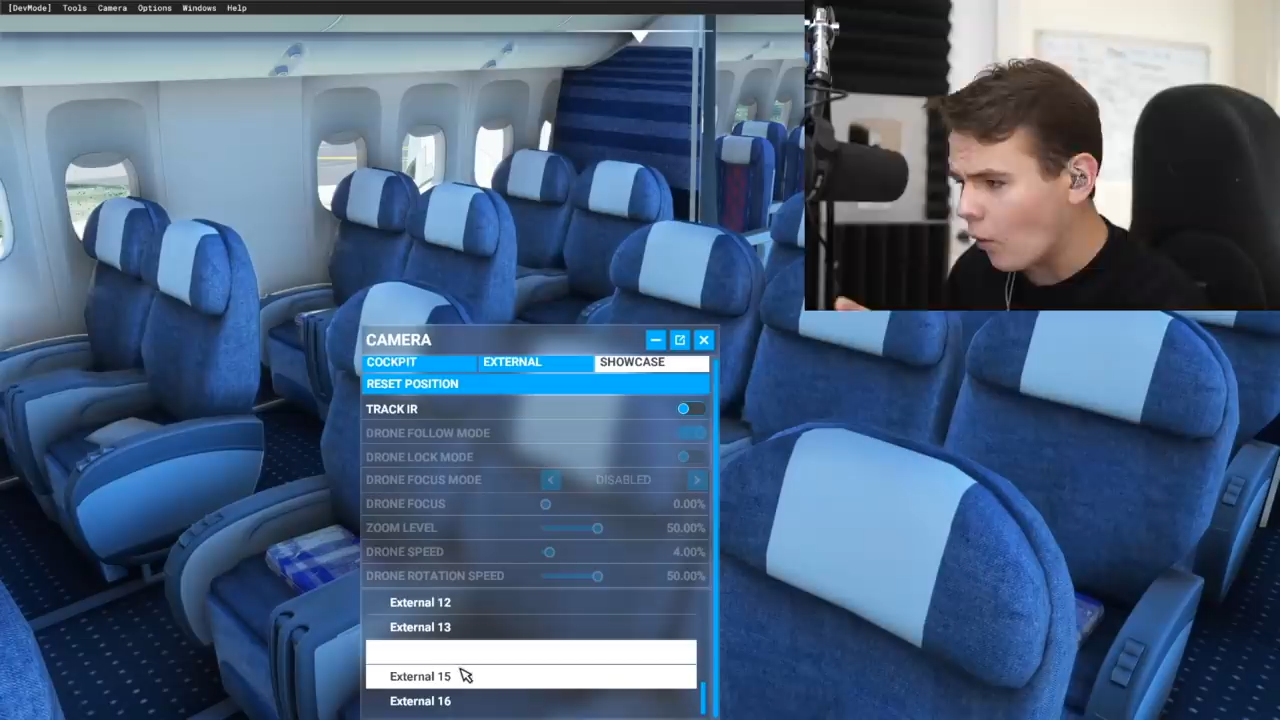 [DevMode] Tools Camera Options Windows Help
CAMERA
COCKPIT EXTERNAL SHOWCASE
RESET POSITION
TRACK IR
DRONE FOLLOW MODE
DRONE LOCK MODE
DRONE FOCUS MODE DISABLED
DRONE FOCUS 0.00%
ZOOM LEVEL 50.00%
DRONE SPEED 4.00%
DRONE ROTATION SPEED 50.00%
External 12
External 13
External 15
External 16